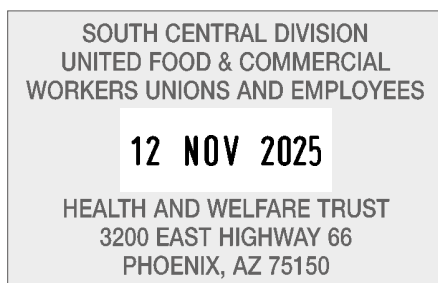 SOUTH CENTRAL DIVISION
UNITED FOOD & COMMERCIAL
WORKERS UNIONS AND EMPLOYEES
12 NOV 2025
HEALTH AND WELFARE TRUST
3200 EAST HIGHWAY 66
PHOENIX, AZ 75150